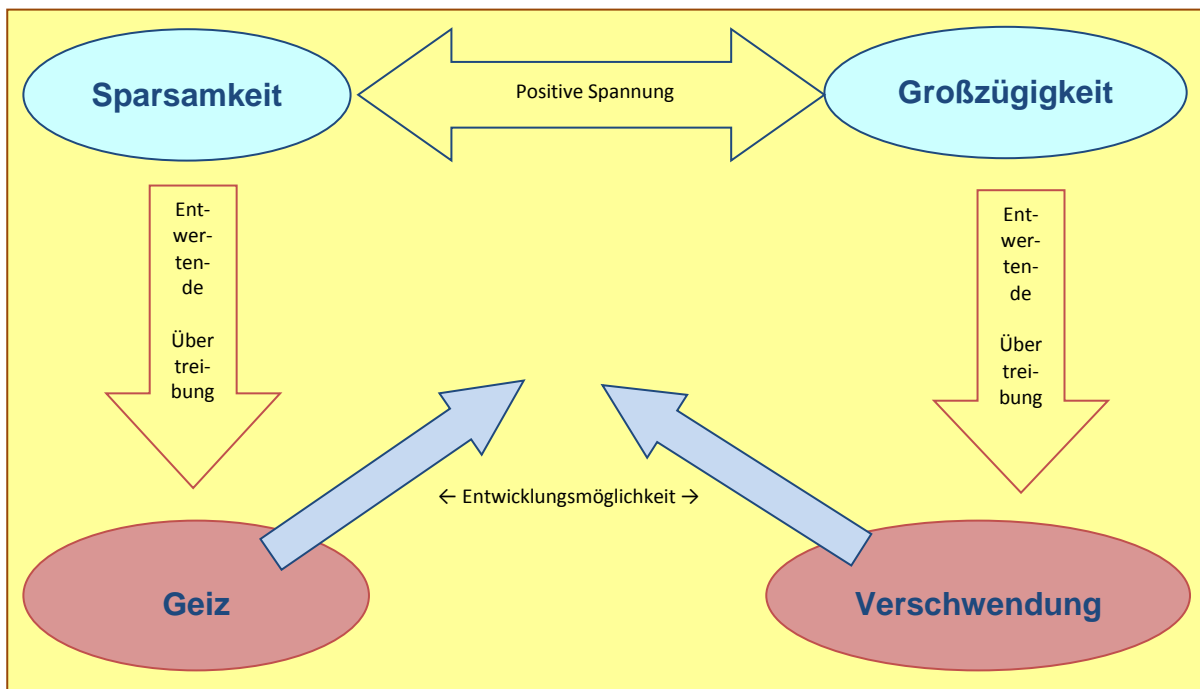 Sparsamkeit
Positive Spannung
Großzügigkeit
Ent-
wer-
ten-
de
Über
trei-
bung
Ent-
wer-
ten-
de
Über
trei-
bung
← Entwicklungsmöglichkeit →
Geiz
Verschwendung